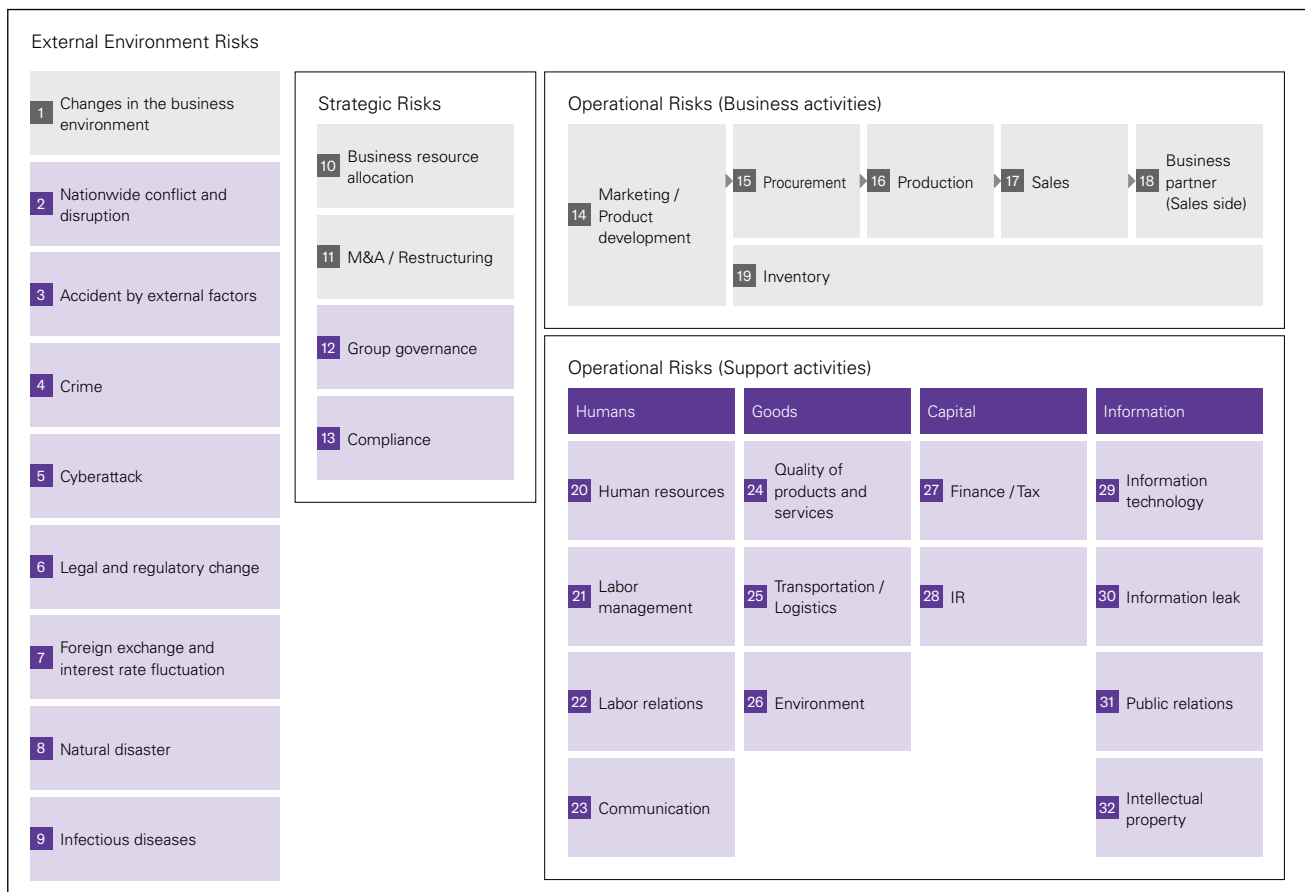 External Environment Risks
1
Changes in the business
environment
2
Nationwide conflict and
disruption
3
Accident by external factors
4
Crime
5
Cyberattack
6
Legal and regulatory change
7
Foreign exchange and
interest rate fluctuation
8
Natural disaster
9
Infectious diseases
Strategic Risks
10
Business resource
allocation
11
M&A / Restructuring
12
Group governance
13
Compliance
Operational Risks (Business activities)
14
Marketing /
Product
development
15
Procurement
16
Production
17
Sales
18
Business
partner
(Sales side)
19
Inventory
Operational Risks (Support activities)
Humans
20
Human resources
21
Labor
management
22
Labor relations
23
Communication
Goods
24
Quality of
products and
services
25
Transportation /
Logistics
26
Environment
Capital
27
Finance / Tax
28
IR
Information
29
Information
technology
30
Information leak
31
Public relations
32
Intellectual
property